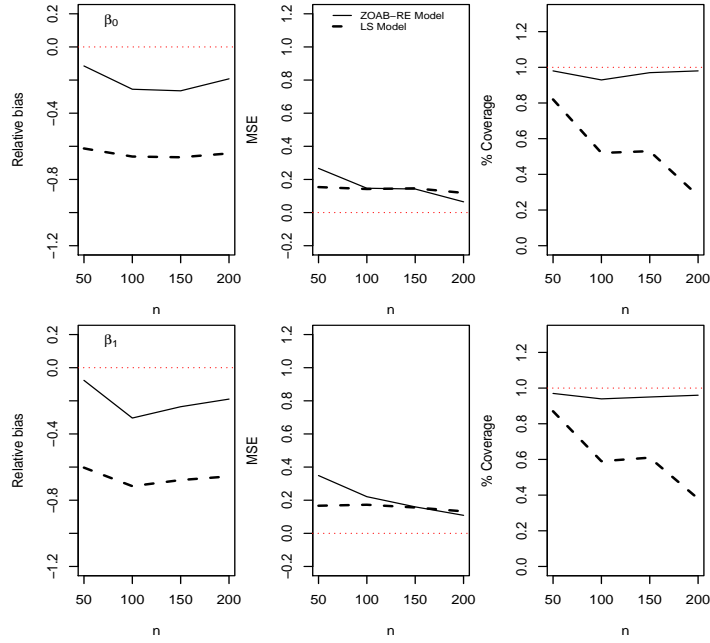 β0
Relative bias
0.2
0.0
−0.4
−0.8
−1.2
50 100 150 200
n
ZOAB−RE Model
LS Model
MSE
1.2
1.0
0.8
0.6
0.4
0.2
0.0
−0.2
50 100 150 200
n
% Coverage
1.2
1.0
0.8
0.6
0.4
0.2
0.0
50 100 150 200
n
β1
Relative bias
0.2
0.0
−0.4
−0.8
−1.2
50 100 150 200
n
MSE
1.2
1.0
0.8
0.6
0.4
0.2
0.0
−0.2
50 100 150 200
n
% Coverage
1.2
1.0
0.8
0.6
0.4
0.2
0.0
50 100 150 200
n